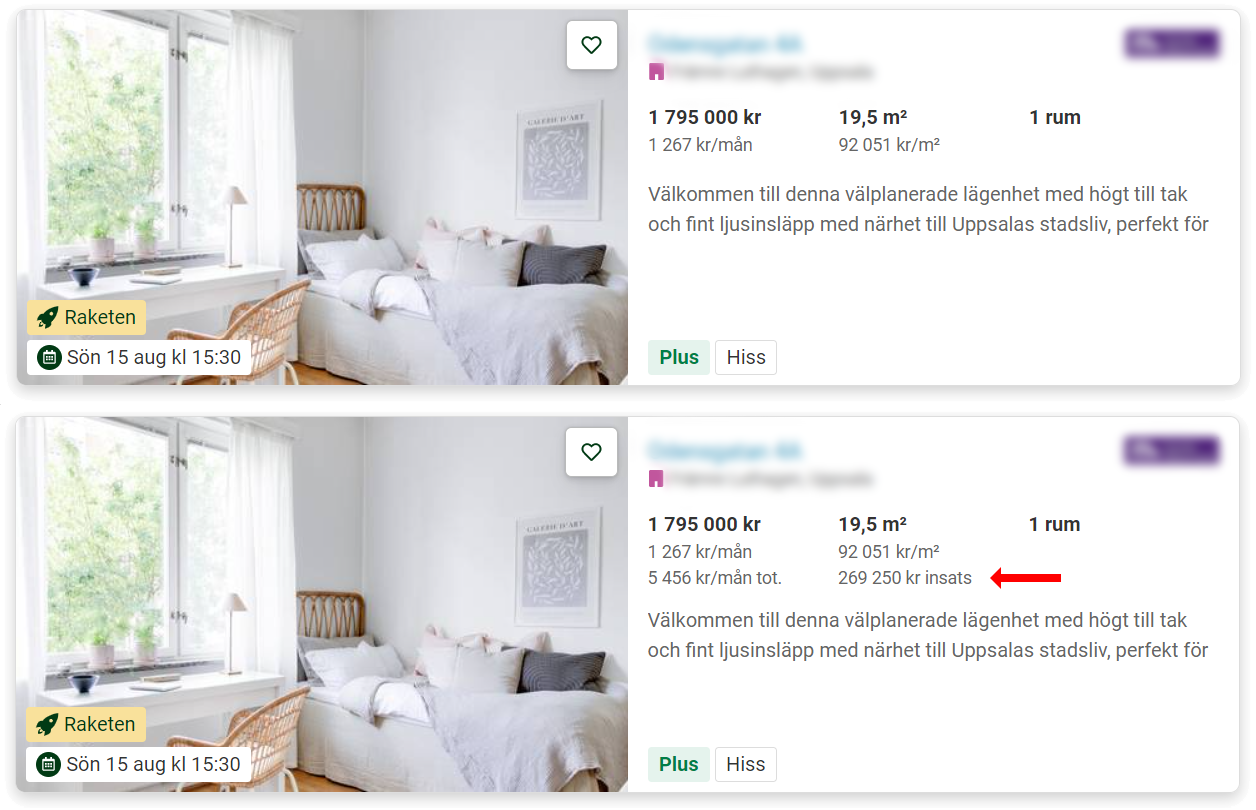 GALERIE D'ART
Raketen
Sön 15 aug kl 15:30
1 795 000 kr
19,5 m²
1 rum
1 267 kr/mån
92 051 kr/m²
Välkommen till denna välplanerade lägenhet med högt till tak
och fint ljusinsläpp med närhet till Uppsalas stadsliv, perfekt för
Plus
Hiss
GALERIE D'ART
Raketen
Sön 15 aug kl 15:30
1 795 000 kr
19,5 m²
1 rum
1 267 kr/mån
92 051 kr/m²
5 456 kr/mån tot.
269 250 kr insats
Välkommen till denna välplanerade lägenhet med högt till tak
och fint ljusinsläpp med närhet till Uppsalas stadsliv, perfekt för
Plus
Hiss